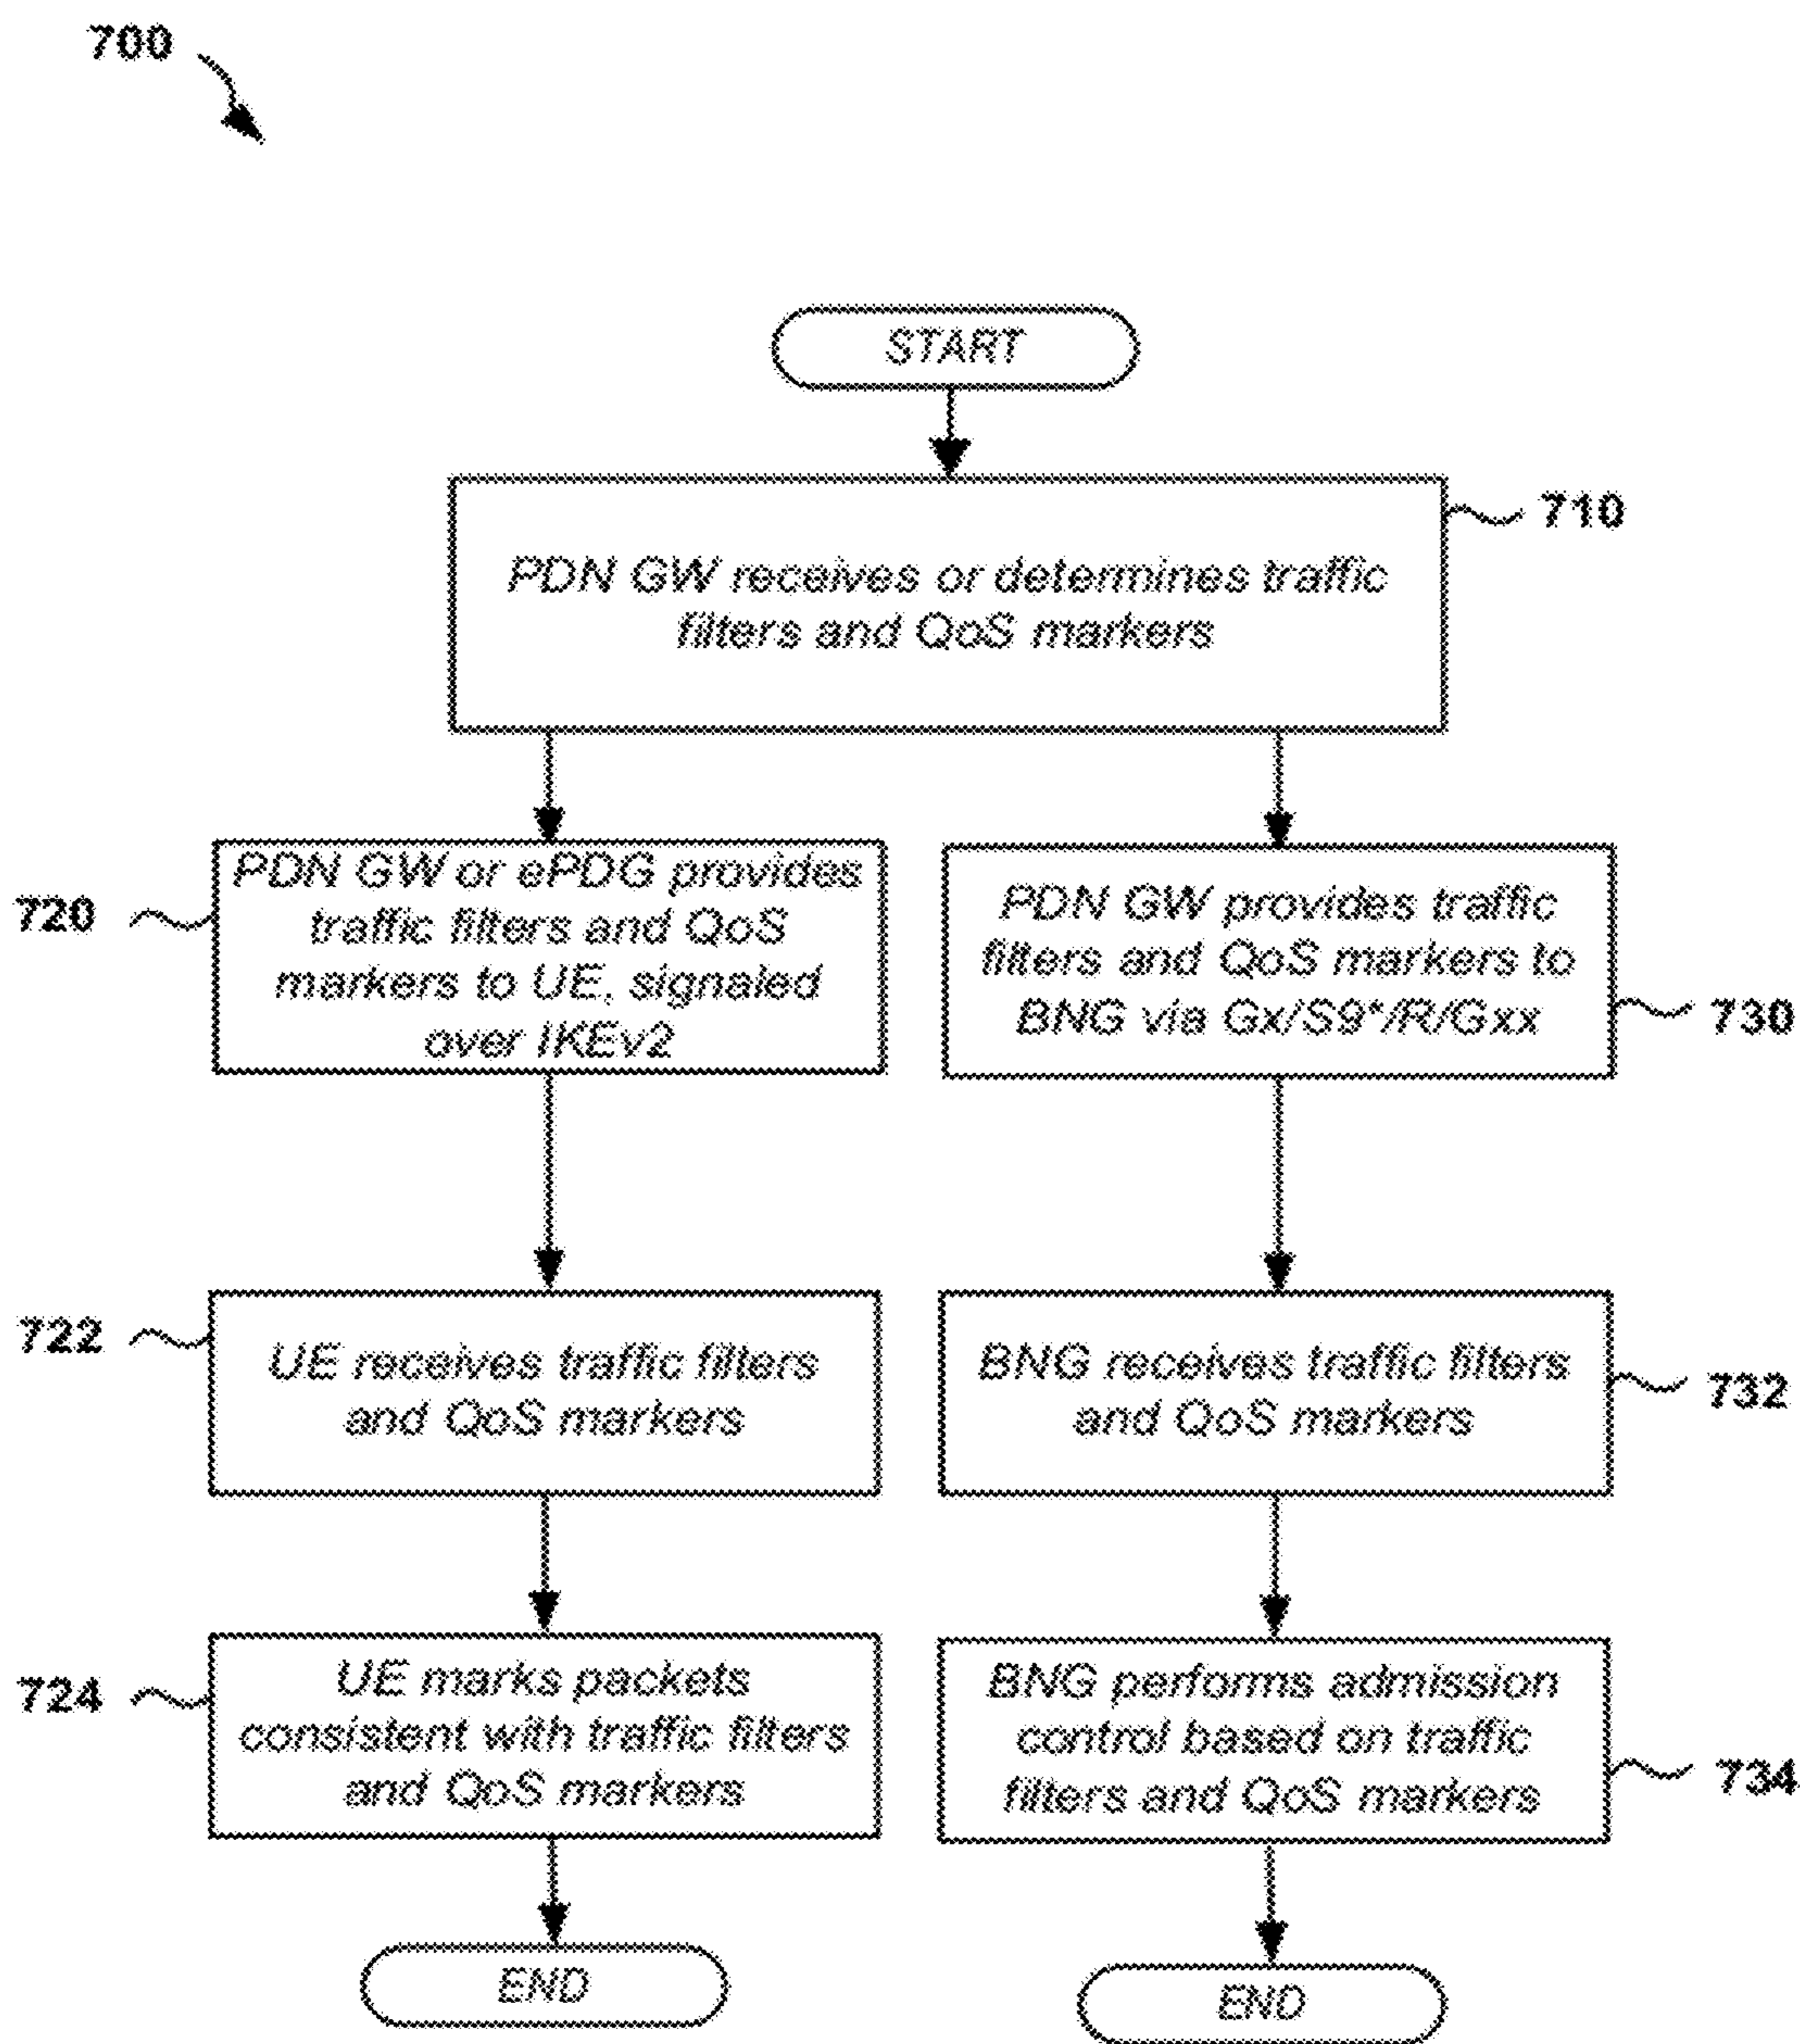 700
START
710
PDN GW receives or determines traffic
filters and QoS markers
720
PDN GW or ePDG provides
traffic filters and QoS
markers to UE, signaled
over IKEv2
PDN GW provides traffic
filters and QoS markers to
BNG via Gx/S9*/R/Gxx
730
722
UE receives traffic filters
and QoS markers
BNG receives traffic filters
and QoS markers
732
724
UE marks packets
consistent with traffic filters
and QoS markers
BNG performs admission
control based on traffic
filters and QoS markers
734
END
END